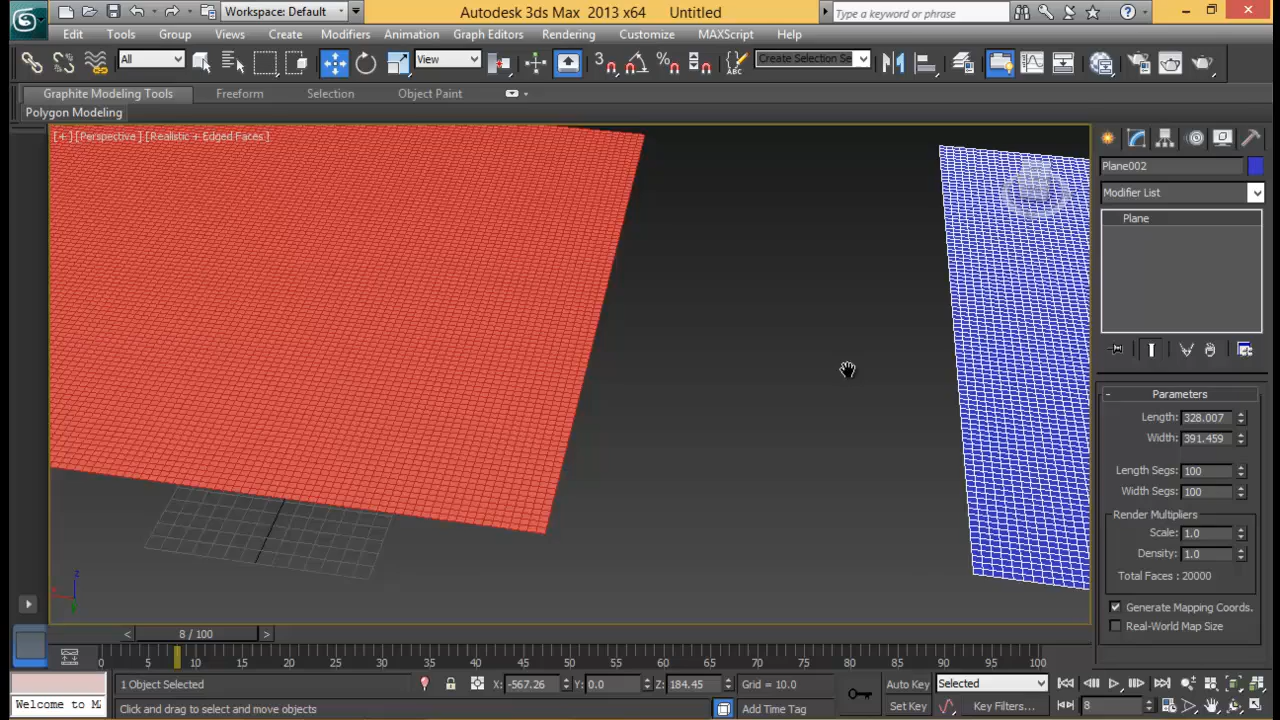 Workspace: Default
Autodesk 3ds Max 2013 x64 Untitled
Type a keyword or phrase
Edit Tools Group Views Create Modifiers Animation Graph Editors Rendering Customize MAXScript Help
All
View
Create Selection Se
Graphite Modeling Tools Freeform Selection Object Paint
Polygon Modeling
[+] [Perspective] [Realistic + Edged Faces]
Plane002
Modifier List
Plane
- Parameters
Length: 328.007
Width: 391.459
Length Segs: 100
Width Segs: 100
Render Multipliers
Scale: 1.0
Density: 1.0
Total Faces : 20000
Generate Mapping Coords.
Real-World Map Size
z
< 8 / 100 >
0 5 10 15 20 25 30 35 40 45 50 55 60 65 70 75 80 85 90 95 100
1 Object Selected
X: -567.26 Y: 0.0 Z: 184.45
Grid = 10.0
Auto Key
Selected
Welcome to M
Click and drag to select and move objects
Add Time Tag
Set Key
Key Filters...
8